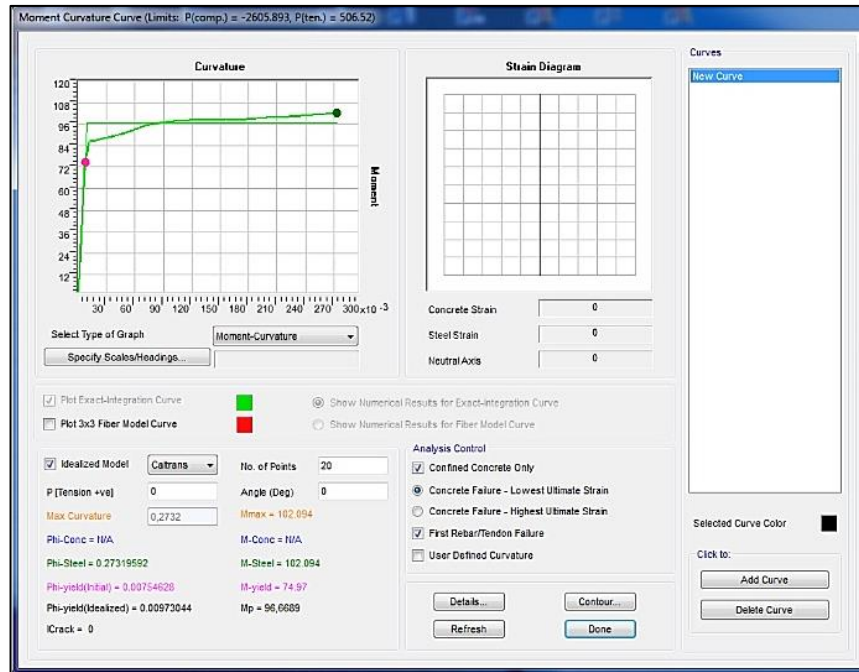 Moment Curvature Curve (Limits: P(comp.) = -2605.893, P(ten.) = 506.52)
Curvature
120
108
96
84
72
60
48
36
24
12
30 60 90 120 150 180 210 240 270 300 x10 -3
Moment
Select Type of Graph
Moment-Curvature
Specify Scales/Headings...
Strain Diagram
Concrete Strain
0
Steel Strain
0
Neutral Axis
0
Curves
New Curve
Plot Exact-Integration Curve
Show Numerical Results for Exact-Integration Curve
Plot 3x3 Fiber Model Curve
Show Numerical Results for Fiber Model Curve
Idealized Model
Caltrans
No. of Points
20
P [Tension +ve]
0
Angle (Deg)
0
Max Curvature
0,2732
Mmax = 102.094
Phi-Conc = N/A
M-Conc = N/A
Phi-Steel = 0.27319592
M-Steel = 102.094
Phi-yield(Initial) = 0.00754628
M-yield = 74.97
Phi-yield(Idealized) = 0.00973044
Mp = 96,6689
ICrack = 0
Analysis Control
Confined Concrete Only
Concrete Failure - Lowest Ultimate Strain
Concrete Failure - Highest Ultimate Strain
First Rebar/Tendon Failure
User Defined Curvature
Details...
Contour...
Refresh
Done
Selected Curve Color
Click to:
Add Curve
Delete Curve